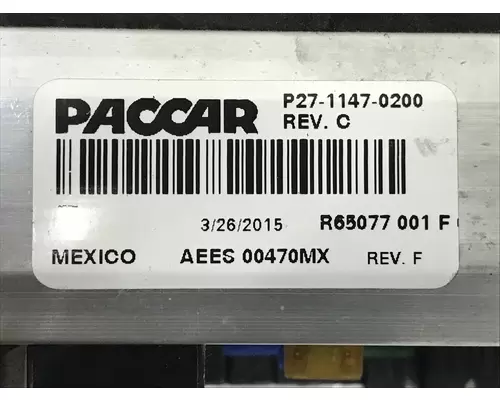 PACCAR P27-1147-0200
REV. C
3/26/2015 R65077 001 F
MEXICO AEES 00470MX REV. F